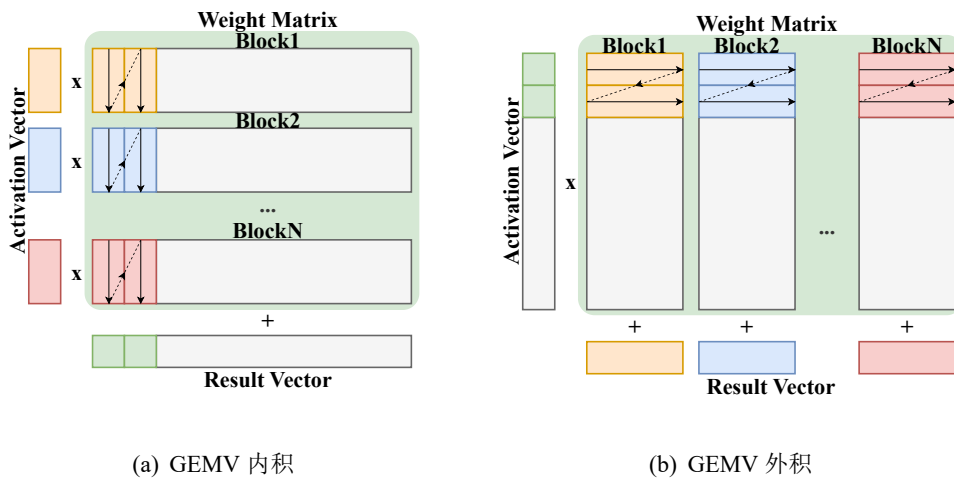 Weight Matrix
Block1
Activation Vector
x
Block2
x
...
BlockN
x
+
Result Vector
(a) GEMV 内积
Weight Matrix
Block1 Block2 BlockN
Activation Vector
x
...
+ + +
Result Vector
(b) GEMV 外积